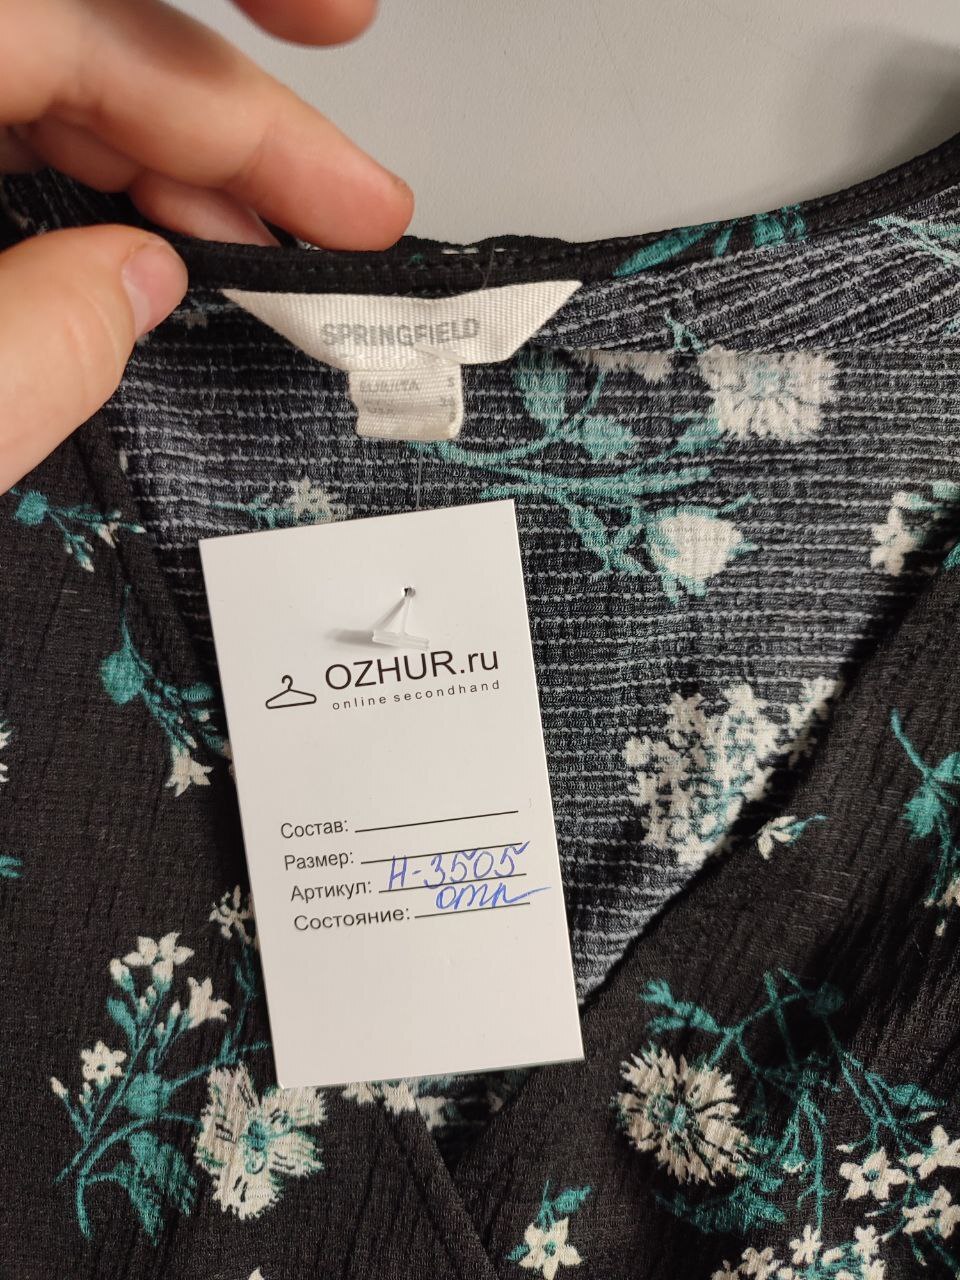 SPRINGFIELD
S
OZHUR.ru
online secondhand
Состав:
Размер:
Артикул: Н-3505
Состояние: отл